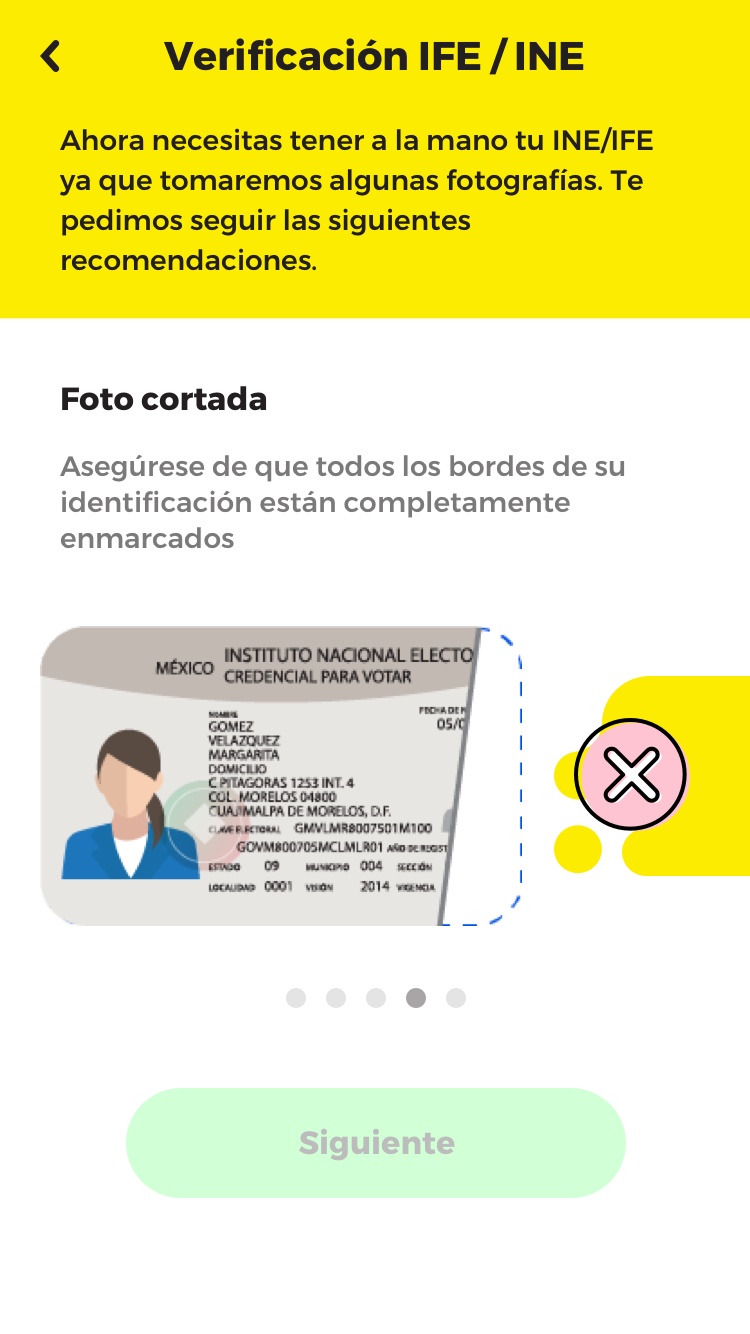 Verificación IFE / INE
Ahora necesitas tener a la mano tu INE/IFE
ya que tomaremos algunas fotografías. Te
pedimos seguir las siguientes
recomendaciones.
Foto cortada
Asegúrese de que todos los bordes de su
identificación están completamente
enmarcados
MÉXICO
INSTITUTO NACIONAL ELECTO
CREDENCIAL PARA VOTAR
NOMBRE
FECHA DE
GOMEZ
05/0
VELAZQUEZ
MARGARITA
DOMICILIO
C PITAGORAS 1253 INT. 4
COL. MORELOS 04800
CUAJIMALPA DE MORELOS, D.F.
CLAVE ELECTORAL GMVLMR8007501M100
GOVM800705MCLMLR01 AÑO DE REGIST
ESTADO 09 MUNICIPIO 004 SECCIÓN
LOCALIDAD 0001 VISIÓN 2014 VIGENCIA
Siguiente